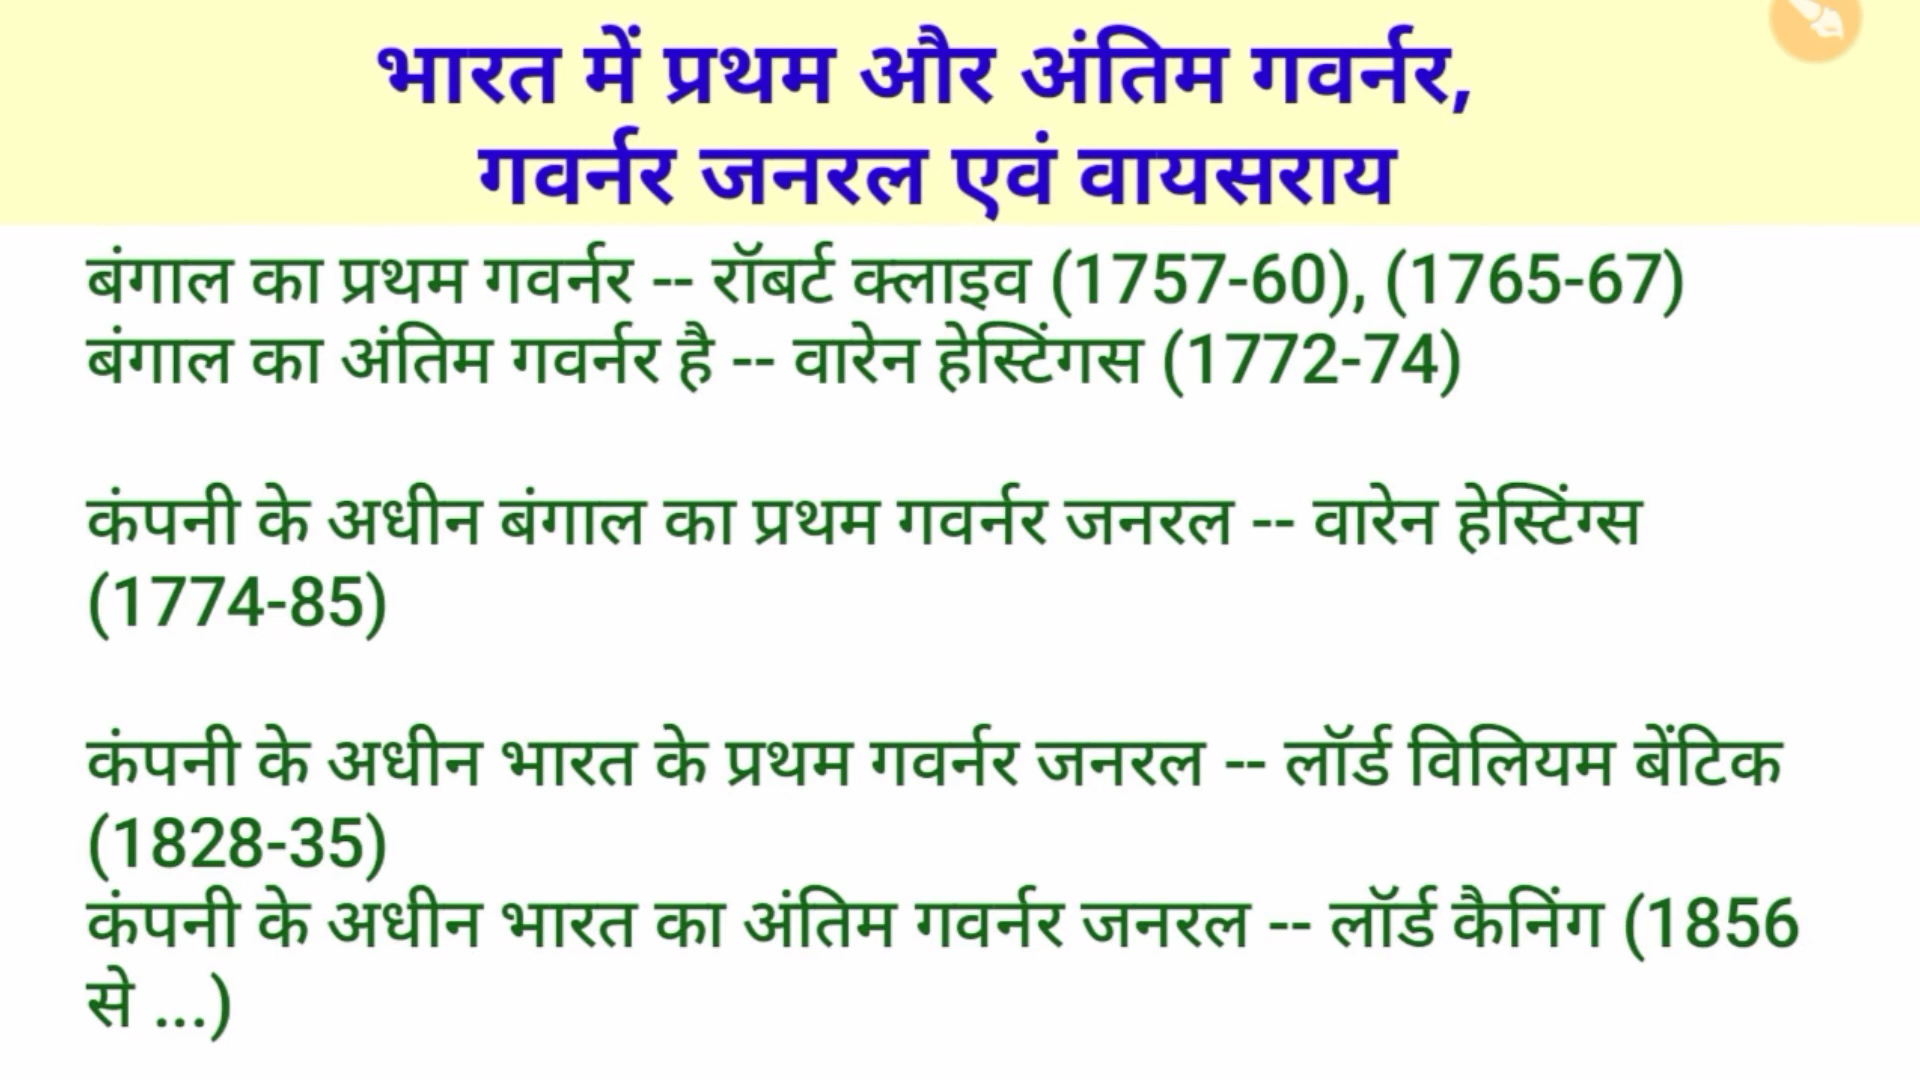 भारत में प्रथम और अंतिम गवर्नर,
गवर्नर जनरल एवं वायसराय
बंगाल का प्रथम गवर्नर -- रॉबर्ट क्लाइव (1757-60), (1765-67)
बंगाल का अंतिम गवर्नर है -- वारेन हेस्टिंगस (1772-74)
कंपनी के अधीन बंगाल का प्रथम गवर्नर जनरल -- वारेन हेस्टिंग्स
(1774-85)
कंपनी के अधीन भारत के प्रथम गवर्नर जनरल -- लॉर्ड विलियम बेंटिक
(1828-35)
कंपनी के अधीन भारत का अंतिम गवर्नर जनरल -- लॉर्ड कैनिंग (1856
से ...)